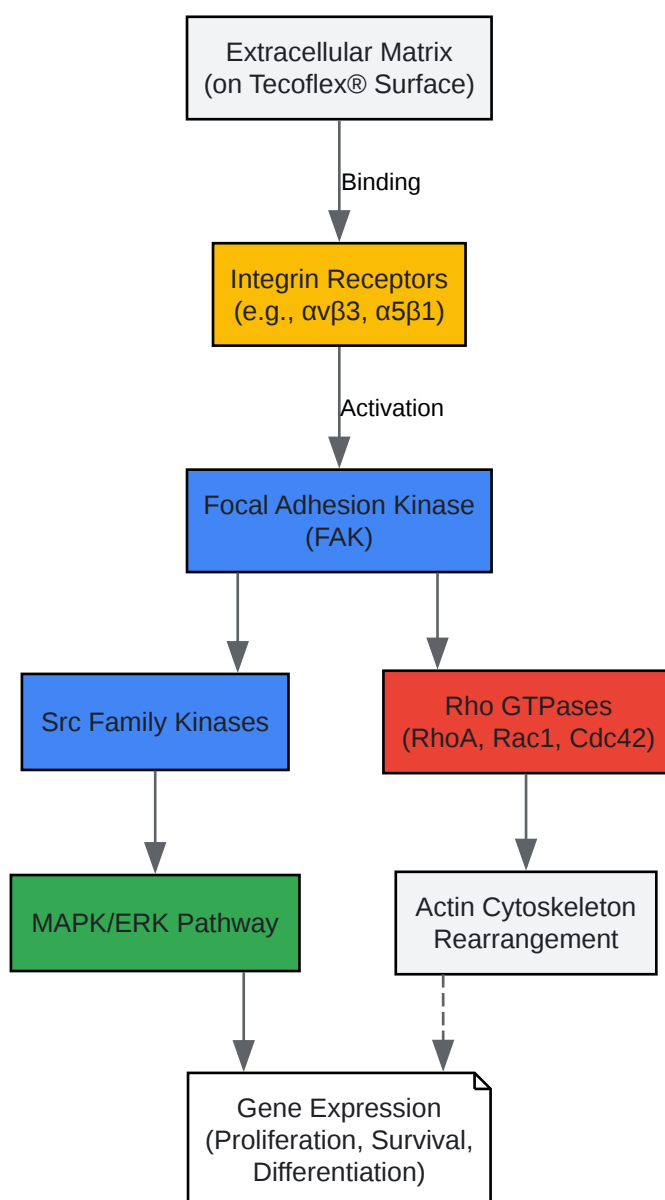 Extracellular Matrix
(on Tecoflex® Surface)
Binding
Integrin Receptors
(e.g., αvβ3, α5β1)
Activation
Focal Adhesion Kinase
(FAK)
Src Family Kinases
Rho GTPases
(RhoA, Rac1, Cdc42)
MAPK/ERK Pathway
Actin Cytoskeleton
Rearrangement
Gene Expression
(Proliferation, Survival,
Differentiation)